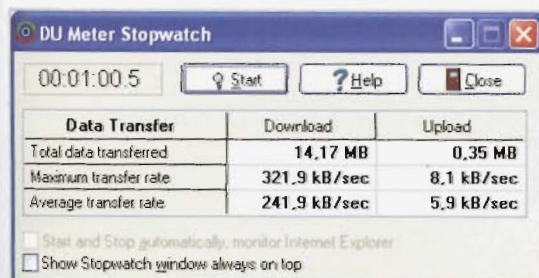 DU Meter Stopwatch
00:01:00.5 Start Help Close
Data Transfer Download Upload
Total data transferred 14,17 MB 0,35 MB
Maximum transfer rate 321,9 kB/sec 8,1 kB/sec
Average transfer rate 241,9 kB/sec 5,9 kB/sec
Start and Stop automatically, monitor Internet Explorer
Show Stopwatch window always on top